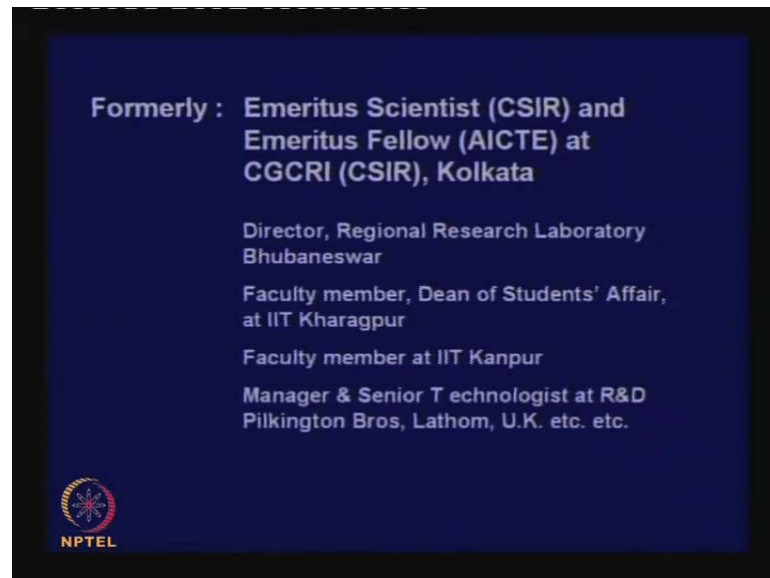 Formerly : Emeritus Scientist (CSIR) and
Emeritus Fellow (AICTE) at
CGCRI (CSIR), Kolkata
Director, Regional Research Laboratory
Bhubaneswar
Faculty member, Dean of Students' Affair,
at IIT Kharagpur
Faculty member at IIT Kanpur
Manager & Senior T echnologist at R&D
Pilkington Bros, Lathom, U.K. etc. etc.
NPTEL